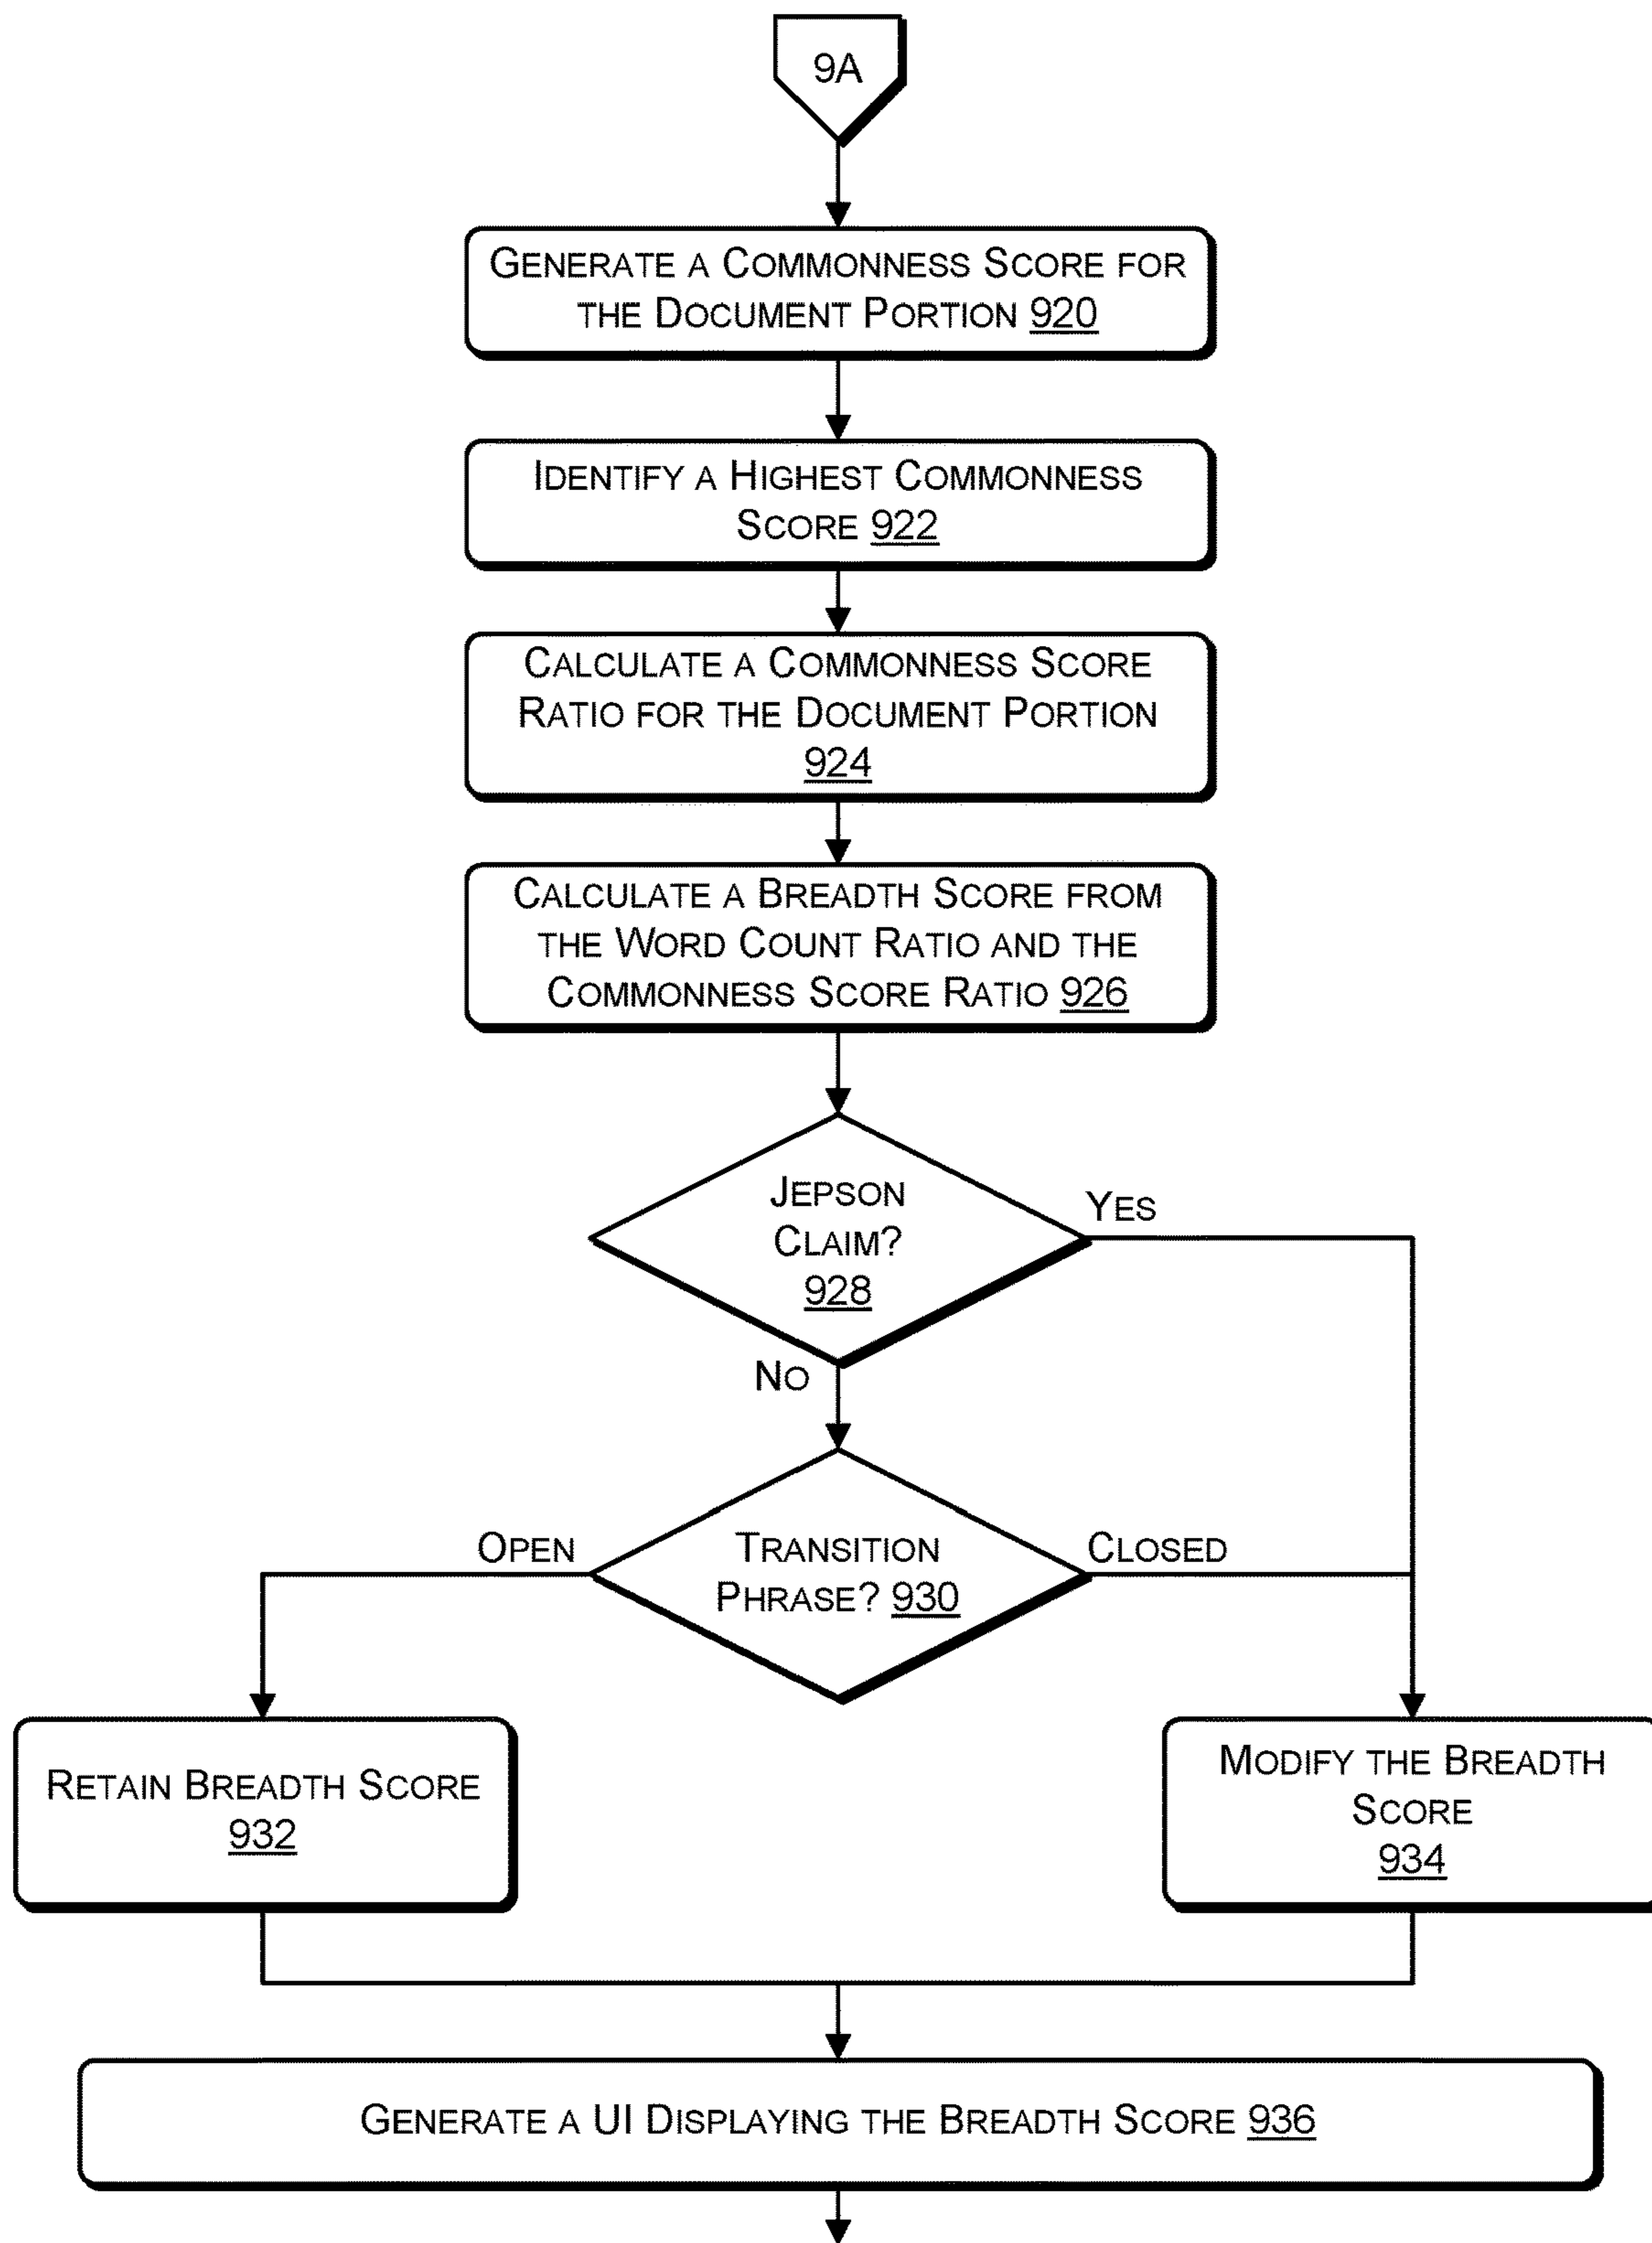 9A
GENERATE A COMMONNESS SCORE FOR
THE DOCUMENT PORTION 920
IDENTIFY A HIGHEST COMMONNESS
SCORE 922
CALCULATE A COMMONNESS SCORE
RATIO FOR THE DOCUMENT PORTION
924
CALCULATE A BREADTH SCORE FROM
THE WORD COUNT RATIO AND THE
COMMONNESS SCORE RATIO 926
JEPSON
CLAIM?
928
YES
NO
OPEN
TRANSITION
PHRASE? 930
CLOSED
RETAIN BREADTH SCORE
932
MODIFY THE BREADTH
SCORE
934
GENERATE A UI DISPLAYING THE BREADTH SCORE 936